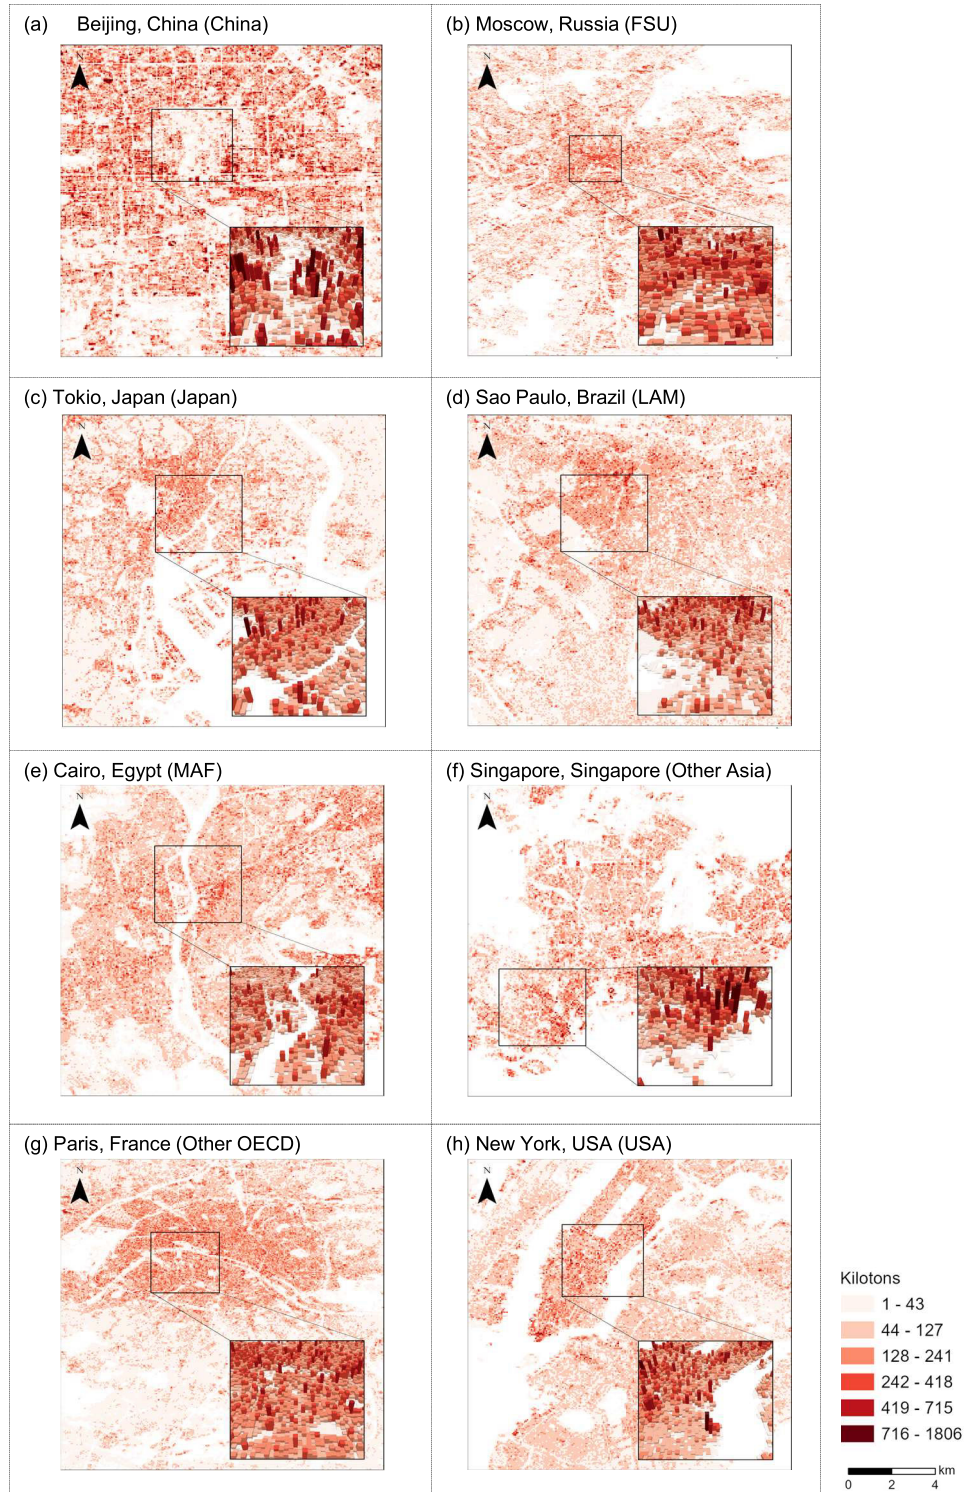 (a) Beijing, China (China)
(b) Moscow, Russia (FSU)
N
N
(c) Tokio, Japan (Japan)
(d) Sao Paulo, Brazil (LAM)
N
N
(e) Cairo, Egypt (MAF)
(f) Singapore, Singapore (Other Asia)
N
N
(g) Paris, France (Other OECD)
(h) New York, USA (USA)
N
N
Kilotons
1 - 43
44 - 127
128 - 241
242 - 418
419 - 715
716 - 1806
km
0 2 4